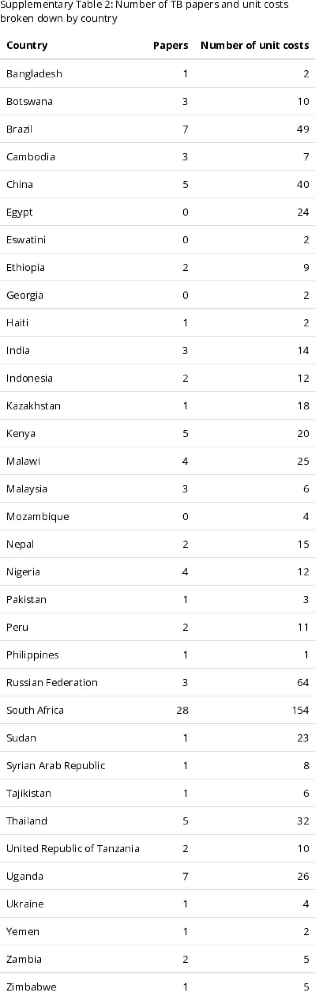 Supplementary Table 2: Number of TB papers and unit costs
broken down by country
Country Papers Number of unit costs
Bangladesh 1 2
Botswana 3 10
Brazil 7 49
Cambodia 3 7
China 5 40
Egypt 0 24
Eswatini 0 2
Ethiopia 2 9
Georgia 0 2
Haiti 1 2
India 3 14
Indonesia 2 12
Kazakhstan 1 18
Kenya 5 20
Malawi 4 25
Malaysia 3 6
Mozambique 0 4
Nepal 2 15
Nigeria 4 12
Pakistan 1 3
Peru 2 11
Philippines 1 1
Russian Federation 3 64
South Africa 28 154
Sudan 1 23
Syrian Arab Republic 1 8
Tajikistan 1 6
Thailand 5 32
United Republic of Tanzania 2 10
Uganda 7 26
Ukraine 1 4
Yemen 1 2
Zambia 2 5
Zimbabwe 1 5